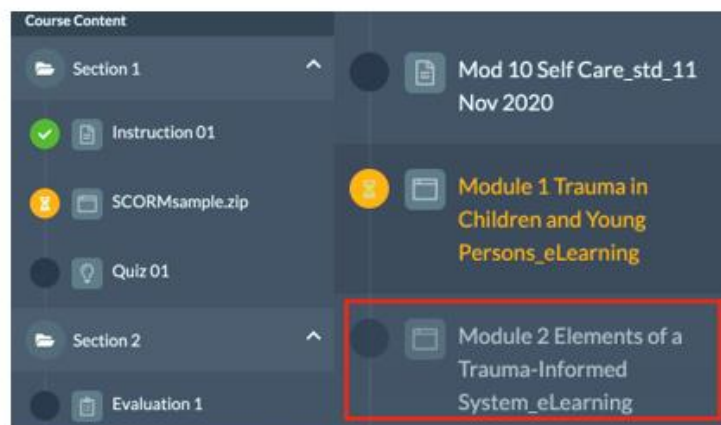 Course Content
Section 1
Instruction 01
SCORMsample.zip
Quiz 01
Section 2
Evaluation 1
Mod 10 Self Care_std_11
Nov 2020
Module 1 Trauma in
Children and Young
Persons_eLearning
Module 2 Elements of a
Trauma-Informed
System_eLearning